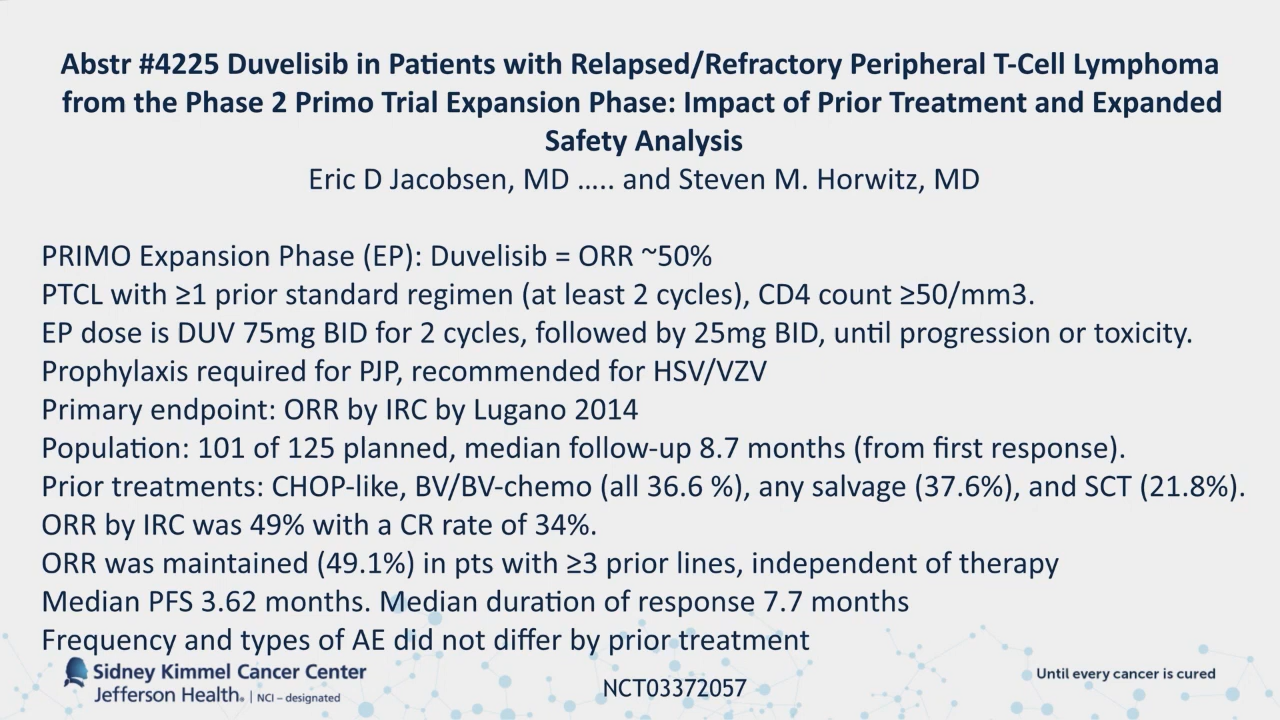 Abstr #4225 Duvelisib in Patients with Relapsed/Refractory Peripheral T-Cell Lymphoma
from the Phase 2 Primo Trial Expansion Phase: Impact of Prior Treatment and Expanded
Safety Analysis
Eric D Jacobsen, MD ..... and Steven M. Horwitz, MD
PRIMO Expansion Phase (EP): Duvelisib = ORR ~50%
PTCL with ≥1 prior standard regimen (at least 2 cycles), CD4 count ≥50/mm3.
EP dose is DUV 75mg BID for 2 cycles, followed by 25mg BID, until progression or toxicity.
Prophylaxis required for PJP, recommended for HSV/VZV
Primary endpoint: ORR by IRC by Lugano 2014
Population: 101 of 125 planned, median follow-up 8.7 months (from first response).
Prior treatments: CHOP-like, BV/BV-chemo (all 36.6 %), any salvage (37.6%), and SCT (21.8%).
ORR by IRC was 49% with a CR rate of 34%.
ORR was maintained (49.1%) in pts with ≥3 prior lines, independent of therapy
Median PFS 3.62 months. Median duration of response 7.7 months
Frequency and types of AE did not differ by prior treatment
Sidney Kimmel Cancer Center
Jefferson Health. | NCI – designated
NCT03372057
Until every cancer is cured